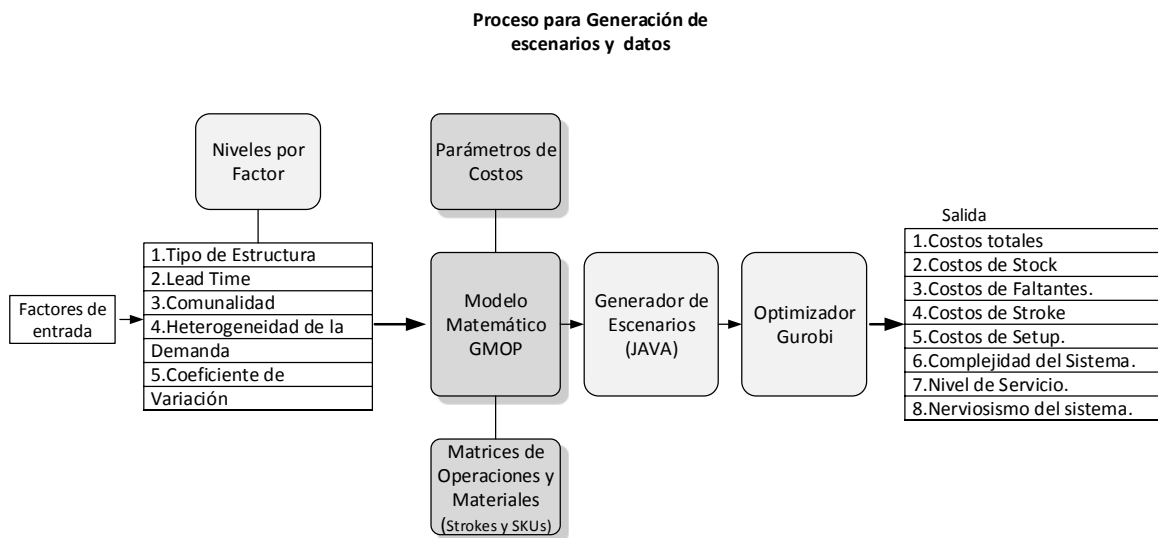 Proceso para Generación de
escenarios y datos
Niveles por
Factor
Parámetros de
Costos
Factores de
entrada
1.Tipo de Estructura
2.Lead Time
3.Comunalidad
4.Heterogeneidad de la
Demanda
5.Coeficiente de
Variación
Modelo
Matemático
GMOP
Generador de
Escenarios
(JAVA)
Optimizador
Gurobi
Salida
1.Costos totales
2.Costos de Stock
3.Costos de Faltantes.
4.Costos de Stroke
5.Costos de Setup.
6.Complejidad del Sistema.
7.Nivel de Servicio.
8.Nerviosismo del sistema.
Matrices de
Operaciones y
Materiales
(Strokes y SKUs)